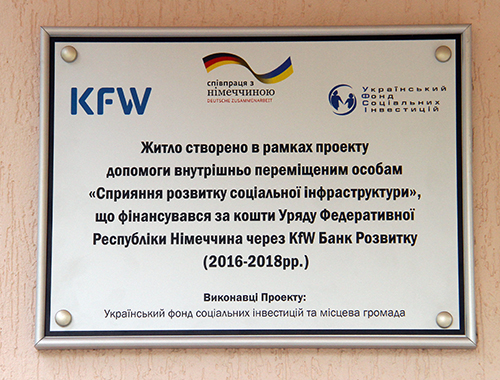 KFW
співпраця з
німеччиною
DEUTSCHE ZUSAMMENARBEIT
Український
Фонд
Соціальних
Інвестицій
Житло створено в рамках проекту
допомоги внутрішньо переміщеним особам
«Сприяння розвитку соціальної інфраструктури»,
що фінансувався за кошти Уряду Федеративної
Республіки Німеччина через KfW Банк Розвитку
(2016-2018рр.)
Виконавці Проекту:
Український фонд соціальних інвестицій та місцева громада